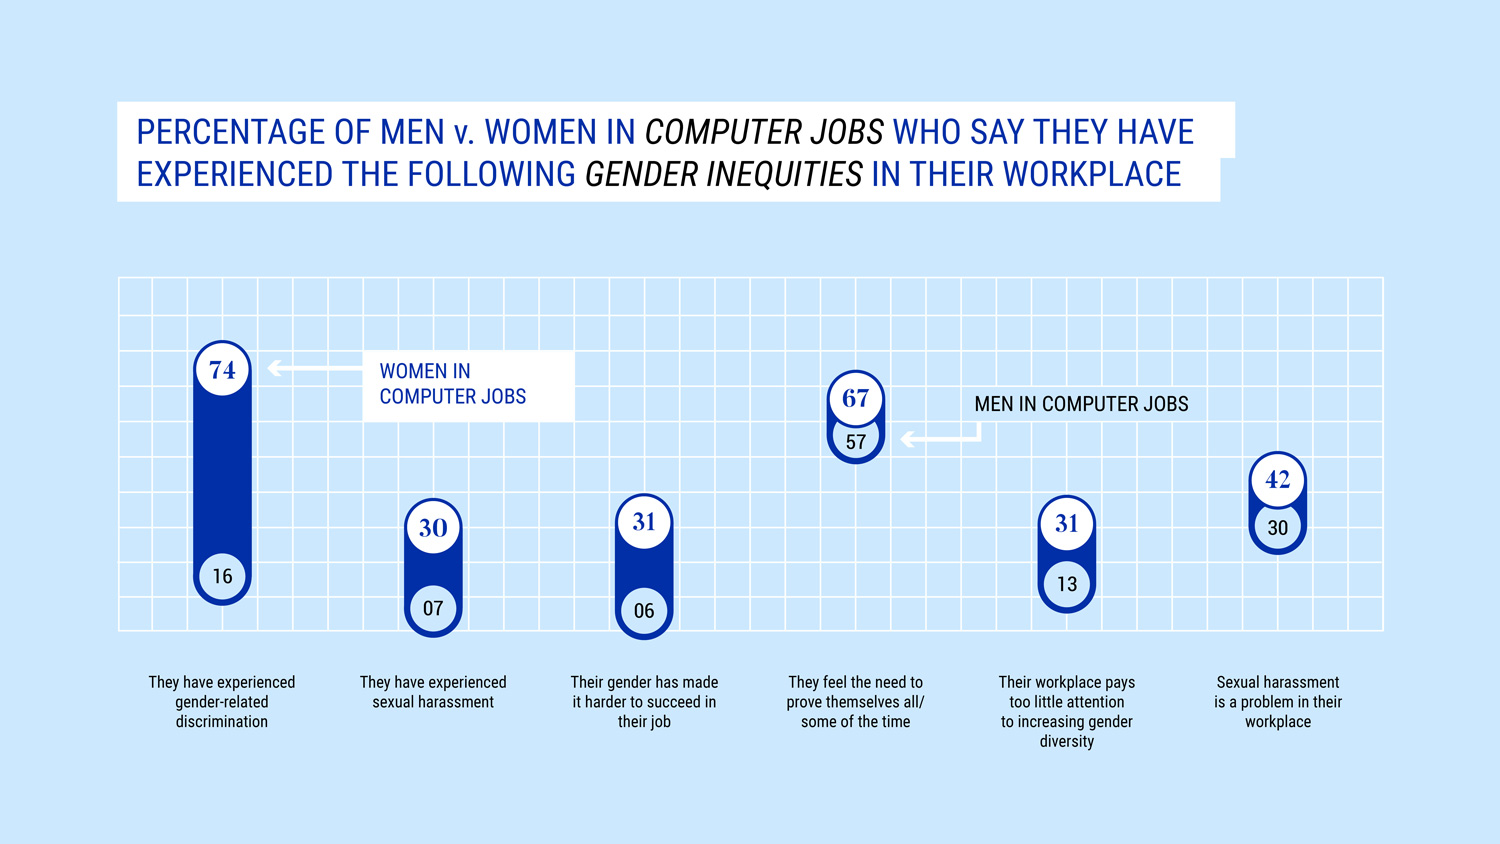 PERCENTAGE OF MEN v. WOMEN IN COMPUTER JOBS WHO SAY THEY HAVE
EXPERIENCED THE FOLLOWING GENDER INEQUITIES IN THEIR WORKPLACE
74
WOMEN IN
COMPUTER JOBS
16
30
07
31
06
67
57
MEN IN COMPUTER JOBS
31
13
42
30
They have experienced
gender-related
discrimination
They have experienced
sexual harassment
Their gender has made
it harder to succeed in
their job
They feel the need to
prove themselves all/
some of the time
Their workplace pays
too little attention
to increasing gender
diversity
Sexual harassment
is a problem in their
workplace